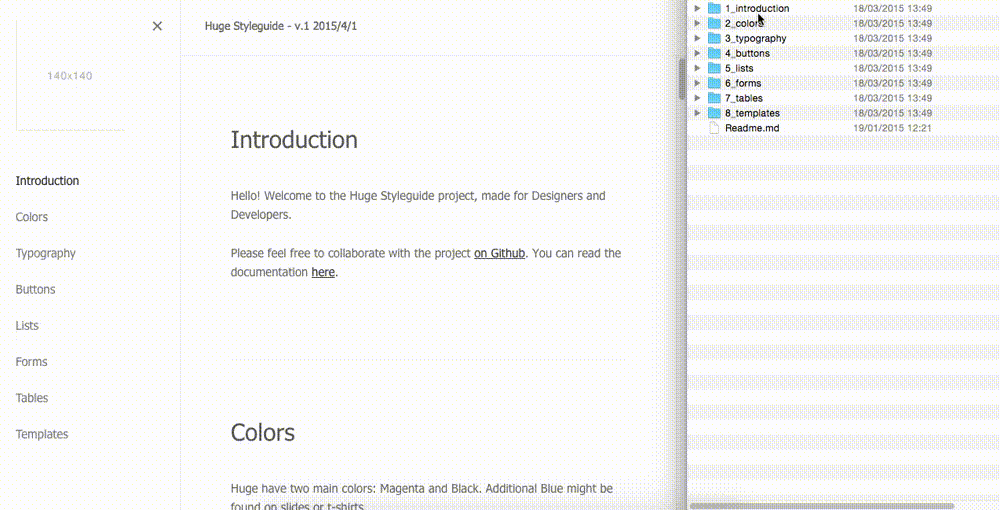 140x140
Introduction
Colors
Typography
Buttons
Lists
Forms
Tables
Templates
Huge Styleguide - v.1 2015/4/1
Introduction
Hello! Welcome to the Huge Styleguide project, made for Designers and
Developers.
Please feel free to collaborate with the project on Github. You can read the
documentation here.
Colors
Huge have two main colors: Magenta and Black. Additional Blue might be
found on slides or t-shirts
1_introduction 18/03/2015 13:49
2_colors 18/03/2015 13:49
3_typography 18/03/2015 13:49
4_buttons 18/03/2015 13:49
5_lists 18/03/2015 13:49
6_forms 18/03/2015 13:49
7_tables 18/03/2015 13:49
8_templates 18/03/2015 13:49
Readme.md 19/01/2015 12:21